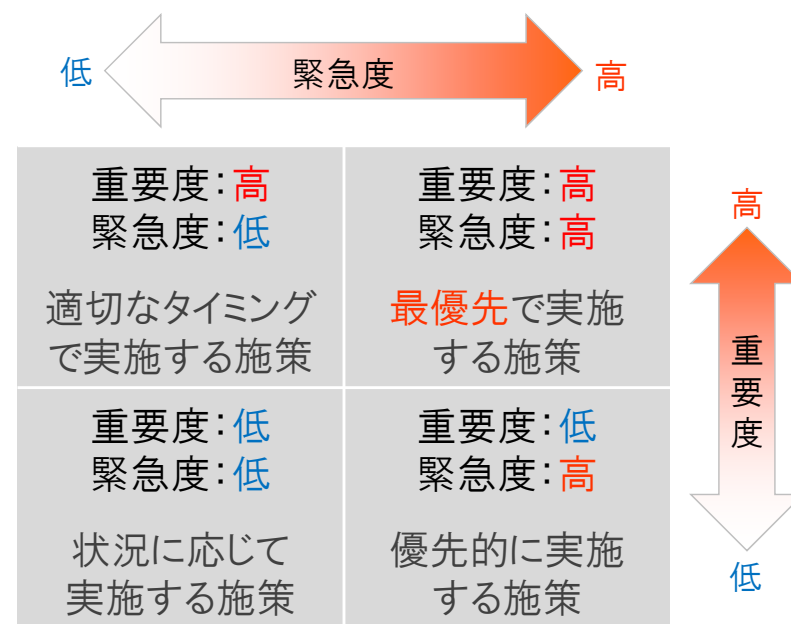 低
緊急度
高
重要度：高
緊急度：低
適切なタイミング
で実施する施策
重要度：高
緊急度：高
最優先で実施
する施策
重要度：低
緊急度：低
状況に応じて
実施する施策
重要度：低
緊急度：高
優先的に実施
する施策
高
重要度
低